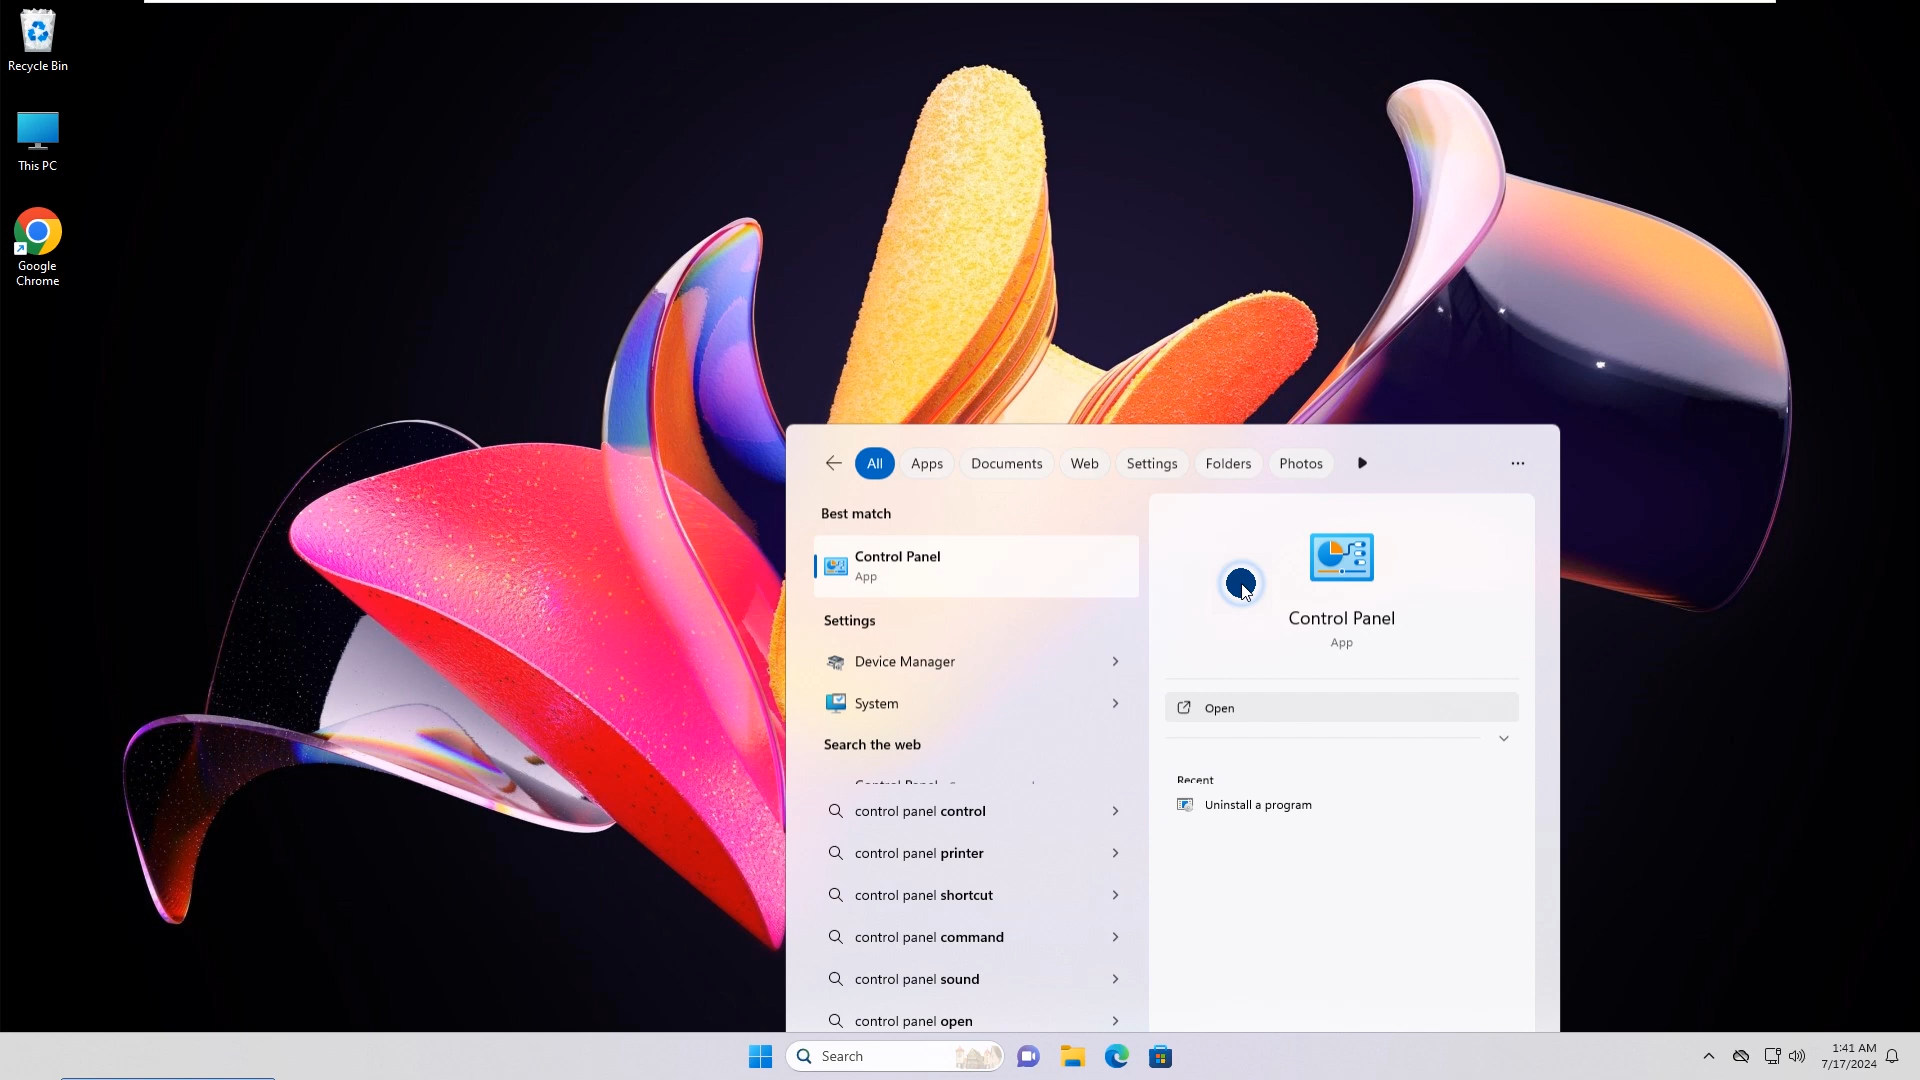 Recycle Bin
This PC
Google
Chrome
All
Apps
Documents
Web
Settings
Folders
Photos
Best match
Control Panel
App
Settings
Device Manager
System
Search the web
control panel control
control panel printer
control panel shortcut
control panel command
control panel sound
control panel open
Control Panel
App
Open
Recent
Uninstall a program
Search
1:41 AM
7/17/2024